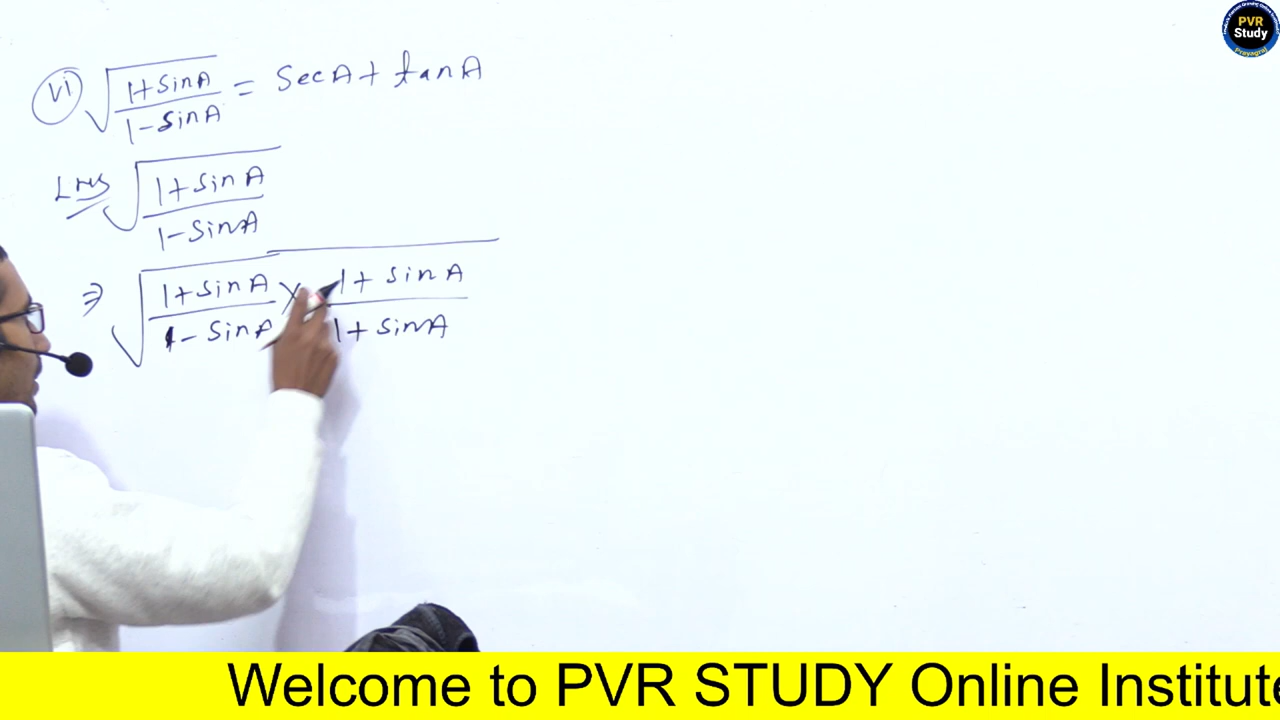 PVR
Study
Prayagraj
(vi) √((1+sinA)/(1-sinA)) = SecA + tanA
LHS √((1+sinA)/(1-sinA))
⇒ √((1+sinA)/(1-sinA) × (1+sinA)/(1+sinA))
Welcome to PVR STUDY Online Institute